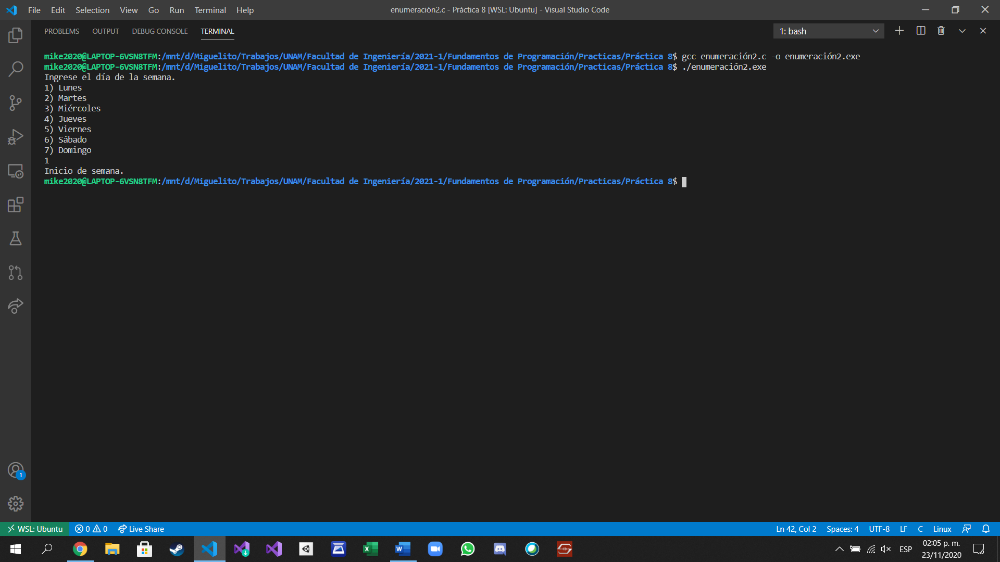 File Edit Selection View Go Run Terminal Help
enumeración2.c - Práctica 8 [WSL: Ubuntu] - Visual Studio Code
PROBLEMS OUTPUT DEBUG CONSOLE TERMINAL
1: bash
mike2020@LAPTOP-6VSN8TFM:/mnt/d/Miguelito/Trabajos/UNAM/Facultad de Ingeniería/2021-1/Fundamentos de Programación/Practicas/Práctica 8$ gcc enumeración2.c -o enumeración2.exe
mike2020@LAPTOP-6VSN8TFM:/mnt/d/Miguelito/Trabajos/UNAM/Facultad de Ingeniería/2021-1/Fundamentos de Programación/Practicas/Práctica 8$ ./enumeración2.exe
Ingrese el día de la semana.
1) Lunes
2) Martes
3) Miércoles
4) Jueves
5) Viernes
6) Sábado
7) Domingo
1
Inicio de semana.
mike2020@LAPTOP-6VSN8TFM:/mnt/d/Miguelito/Trabajos/UNAM/Facultad de Ingeniería/2021-1/Fundamentos de Programación/Practicas/Práctica 8$
1
WSL: Ubuntu 0 0 Live Share
Ln 42, Col 2 Spaces: 4 UTF-8 LF C Linux
ESP
02:05 p. m.
23/11/2020